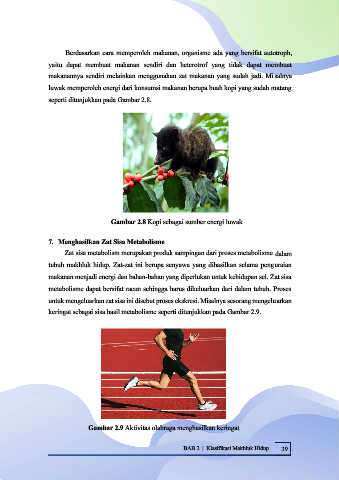 Berdasarkan cara memperoleh makanan, organisme ada yang bersifat autotroph,
yaitu dapat membuat makanan sendiri dan heterotrof yang tidak dapat membuat
makanannya sendiri melainkan menggunakan zat makanan yang sudah jadi. Misalnya
luwak memperoleh energi dari konsumsi makanan berupa buah kopi yang sudah matang
seperti ditunjukkan pada Gambar 2.8.
Gambar 2.8 Kopi sebagai sumber energi luwak
7. Menghasilkan Zat Sisa Metabolisme
Zat sisa metabolism merupakan produk sampingan dari proses metabolisme dalam
tubuh makhluk hidup. Zat-zat ini berupa senyawa yang dihasilkan selama penguraian
makanan menjadi energi dan bahan-bahan yang diperlukan untuk kehidupan sel. Zat sisa
metabolisme dapat bersifat racun sehingga harus dikeluarkan dari dalam tubuh. Proses
untuk mengeluarkan zat sisa ini disebut proses ekskresi. Misalnya seseorang mengeluarkan
keringat sebagai sisa hasil metabolisme seperti ditunjukkan pada Gambar 2.9.
Gambar 2.9 Aktivitas olahraga menghasilkan keringat
BAB 2 | Klasifikasi Makhluk Hidup 39